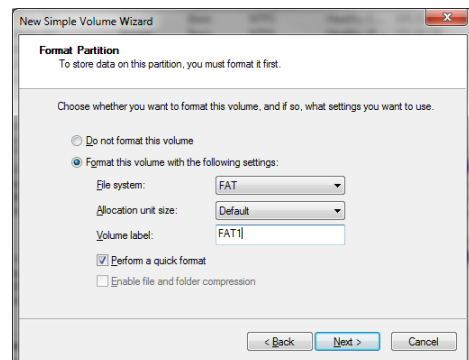 New Simple Volume Wizard
Format Partition
To store data on this partition, you must format it first.
Choose whether you want to format this volume, and if so, what settings you want to use.
Do not format this volume
Format this volume with the following settings:
File system: FAT
Allocation unit size: Default
Volume label: FAT1
Perform a quick format
Enable file and folder compression
< Back Next > Cancel